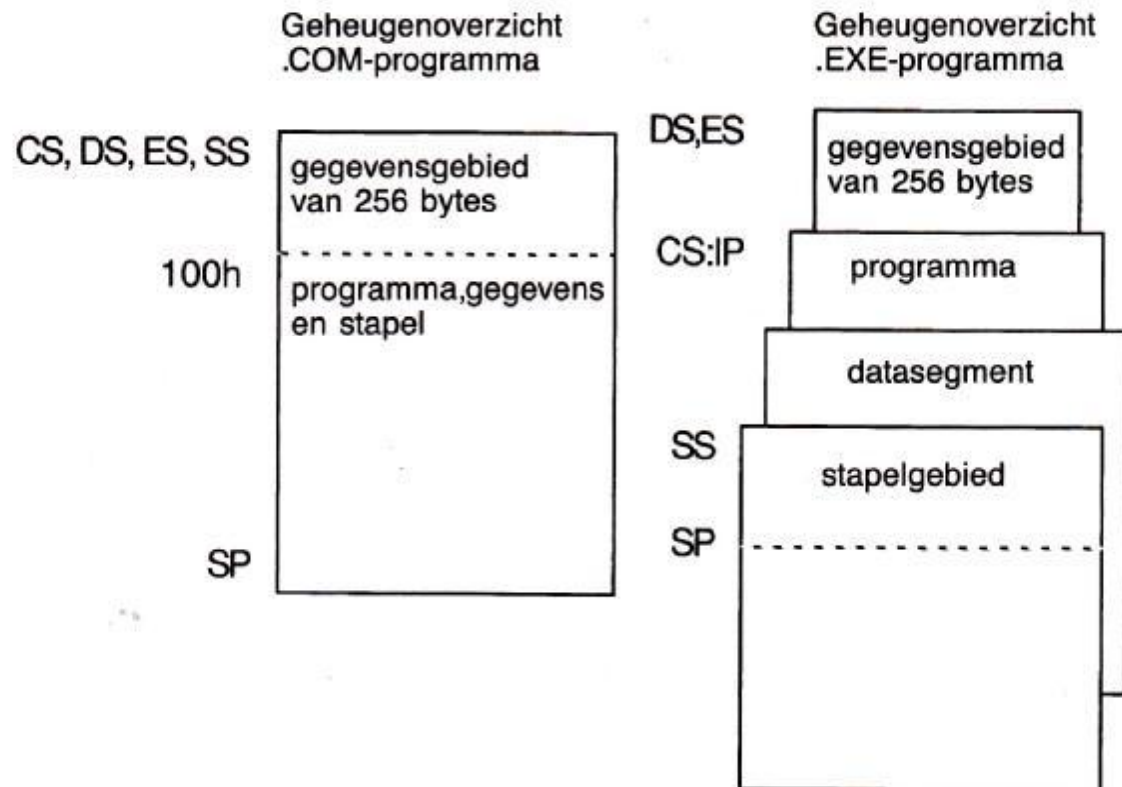 Geheugenoverzicht
.COM-programma
CS, DS, ES, SS
gegevensgebied
van 256 bytes
100h
programma,gegevens
en stapel
SP
Geheugenoverzicht
.EXE-programma
DS,ES
gegevensgebied
van 256 bytes
CS:IP
programma
datasegment
SS
stapelgebied
SP